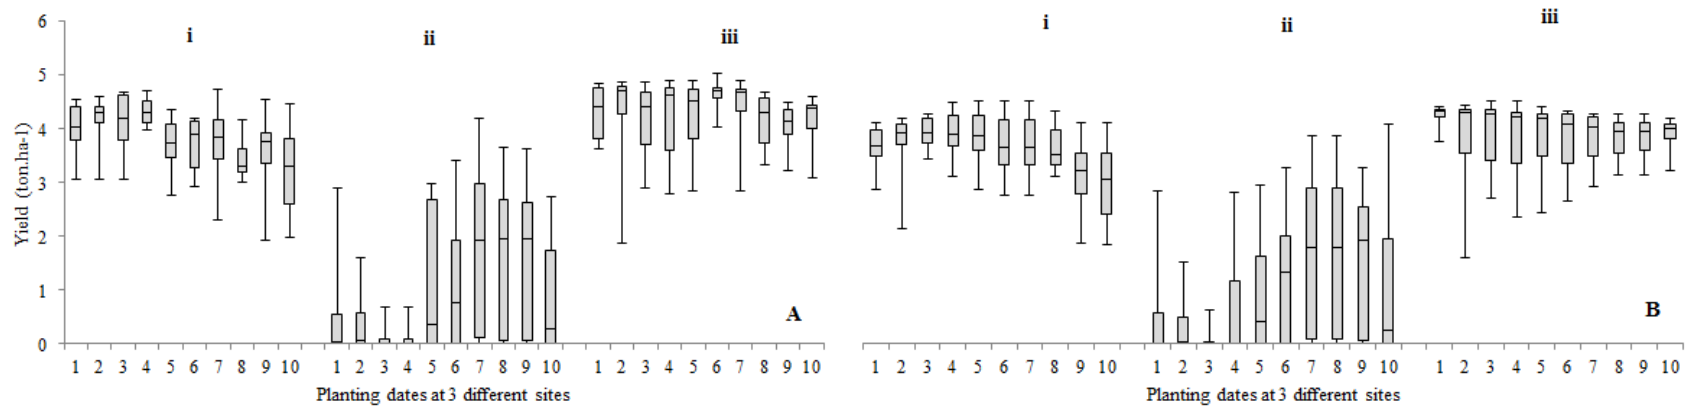 i ii iii
i ii iii
Yield (ton.ha-1)
6
5
4
3
2
1
0
A
B
1 2 3 4 5 6 7 8 9 10 1 2 3 4 5 6 7 8 9 10 1 2 3 4 5 6 7 8 9 10
Planting dates at 3 different sites
1 2 3 4 5 6 7 8 9 10 1 2 3 4 5 6 7 8 9 10 1 2 3 4 5 6 7 8 9 10
Planting dates at 3 different sites